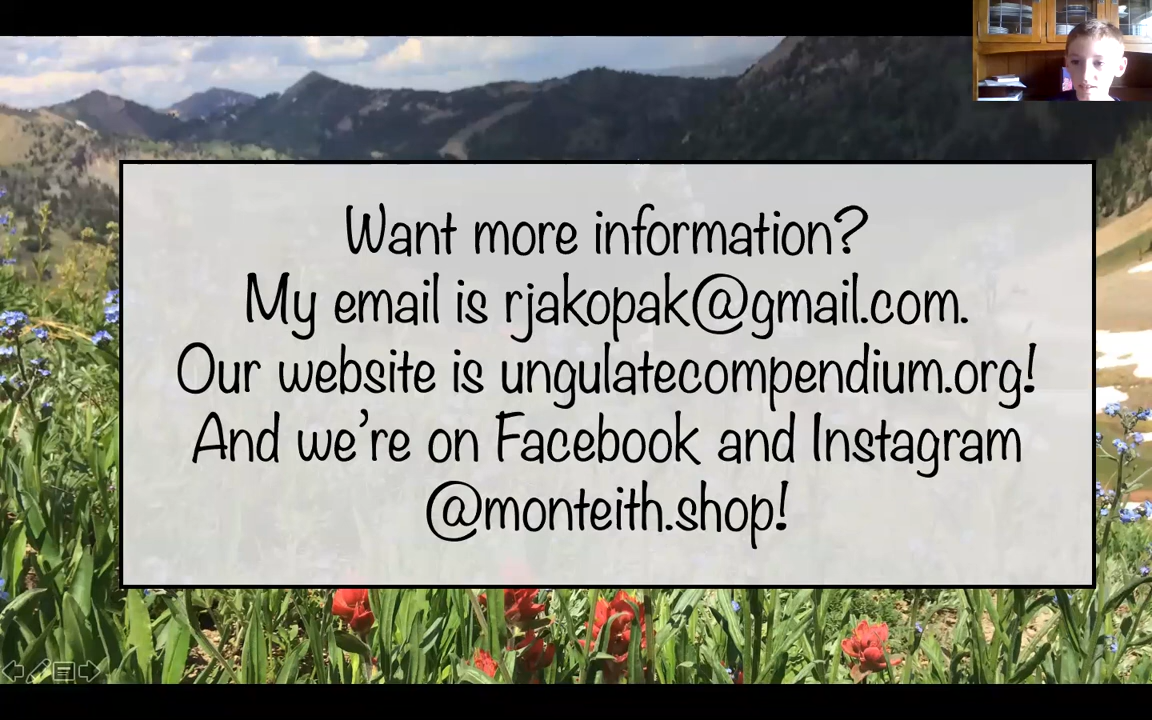 Want more information?
My email is rjakopak@gmail.com.
Our website is ungulatecompendium.org!
And we're on Facebook and Instagram
@monteith.shop!